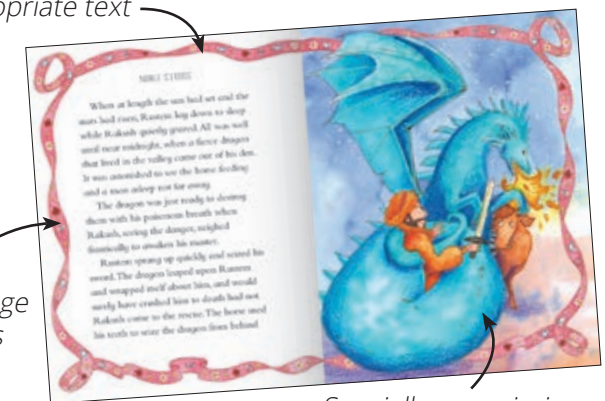 opriate text
When at length the sun had set and the
stars had risen, Rustem lay down to sleep
while Rakush quietly grazed. All was well
until near midnight, when a fierce dragon
that lived in the valley came out of his den.
It was astonished to see the horse feeding
and a man asleep not far away.
The dragon was just ready to destroy
them with his poisonous breath when
Rakush, seeing the danger, neighed
frantically to awaken his master.
Rustem sprang up quickly and seized his
sword. The dragon leaped upon Rustem
and wrapped itself about him, and would
surely have crushed him to death had not
Rakush come to the rescue. The horse used
his teeth to seize the dragon from behind
ge
s